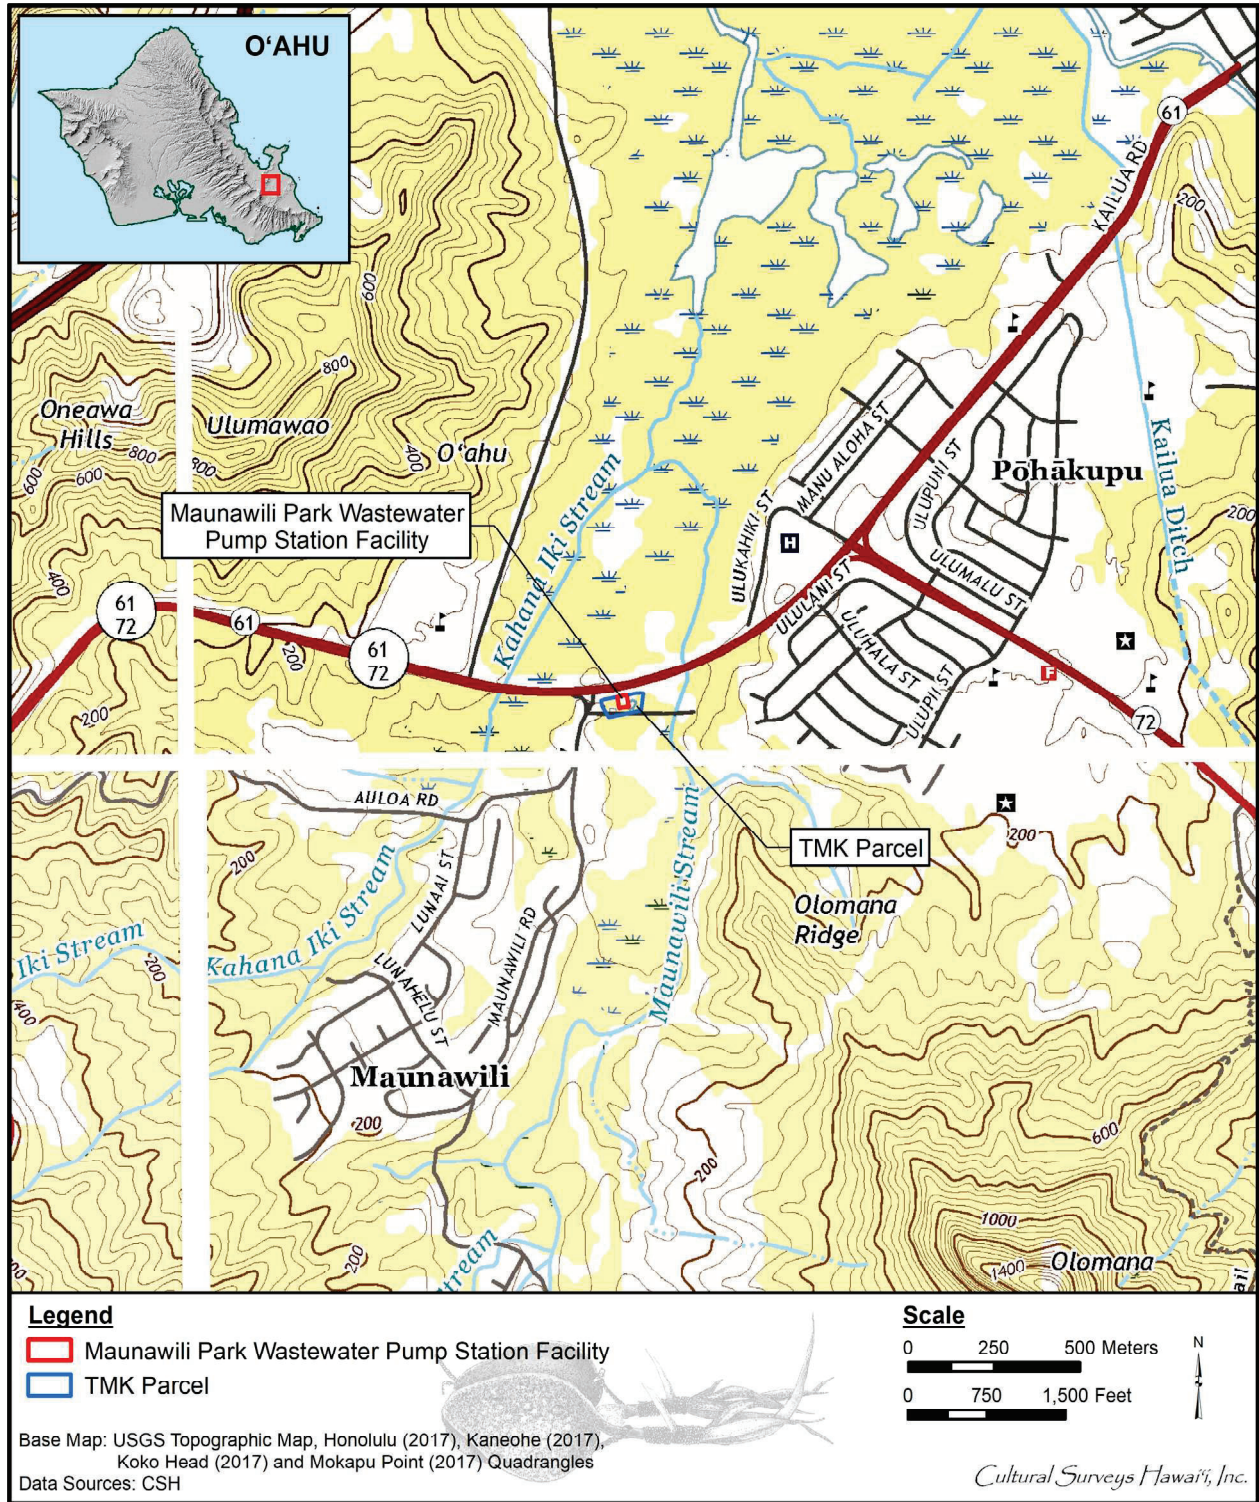 O‘AHU
61
KAILUA RD
200
600
800
Oneawa
Hills
Ulumawao
O‘ahu
400
600
800
600
800
Maunawili Park Wastewater
Pump Station Facility
Kahana Iki Stream
ULUKAHIKI ST
MANU ALOHA ST
ULUPUNI ST
Pōhākupu
Kailua Ditch
200
H
ULULANI ST
ULUMALU ST
ULUHALA ST
ULUPII ST
F
400
61
72
61
200
61
72
200
72
AULOA RD
TMK Parcel
200
200
LUNAAI ST
Kahana Iki Stream
Iki Stream
200
LUNAHELU ST
MAUNAWILI RD
Maunawili Stream
Olomana
Ridge
400
Maunawili
200
200
600
200
1000
1400
Olomana
Legend
Maunawili Park Wastewater Pump Station Facility
TMK Parcel
Base Map: USGS Topographic Map, Honolulu (2017), Kaneohe (2017),
Koko Head (2017) and Mokapu Point (2017) Quadrangles
Data Sources: CSH
Scale
0 250 500 Meters
0 750 1,500 Feet
N
Cultural Surveys Hawai‘i, Inc.